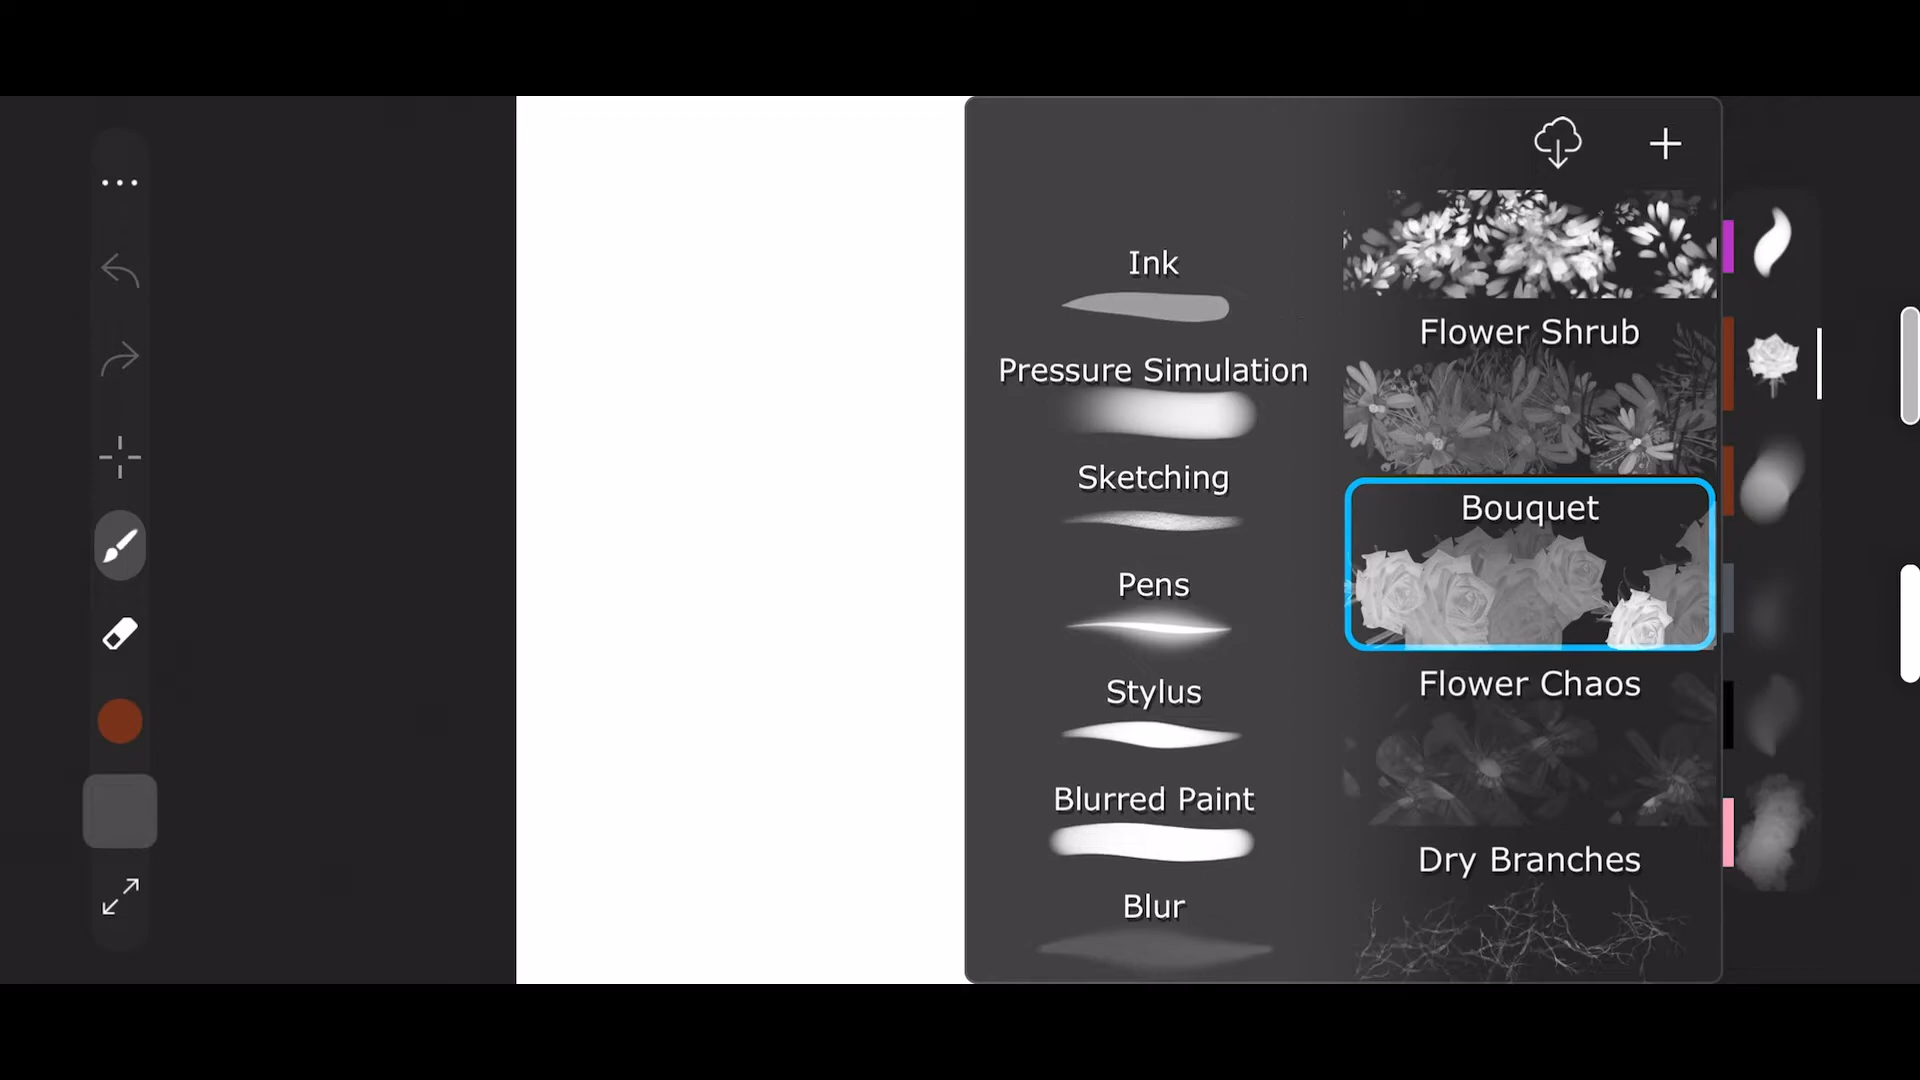 Ink
Pressure Simulation
Sketching
Pens
Stylus
Blurred Paint
Blur
Flower Shrub
Bouquet
Flower Chaos
Dry Branches